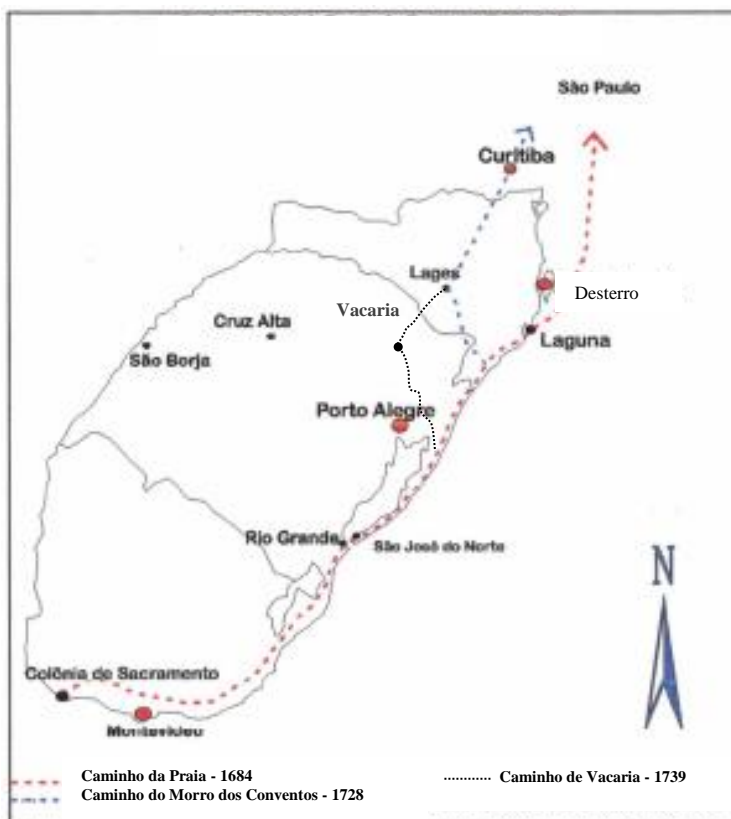 São Paulo
Curitiba
Lages
Desterro
Vacaria
Cruz Alta
Laguna
São Borja
Porto Alegre
Rio Grande
São José do Norte
N
Colônia de Sacramento
Montevideu
Caminho da Praia - 1684
Caminho de Vacaria - 1739
Caminho do Morro dos Conventos - 1728